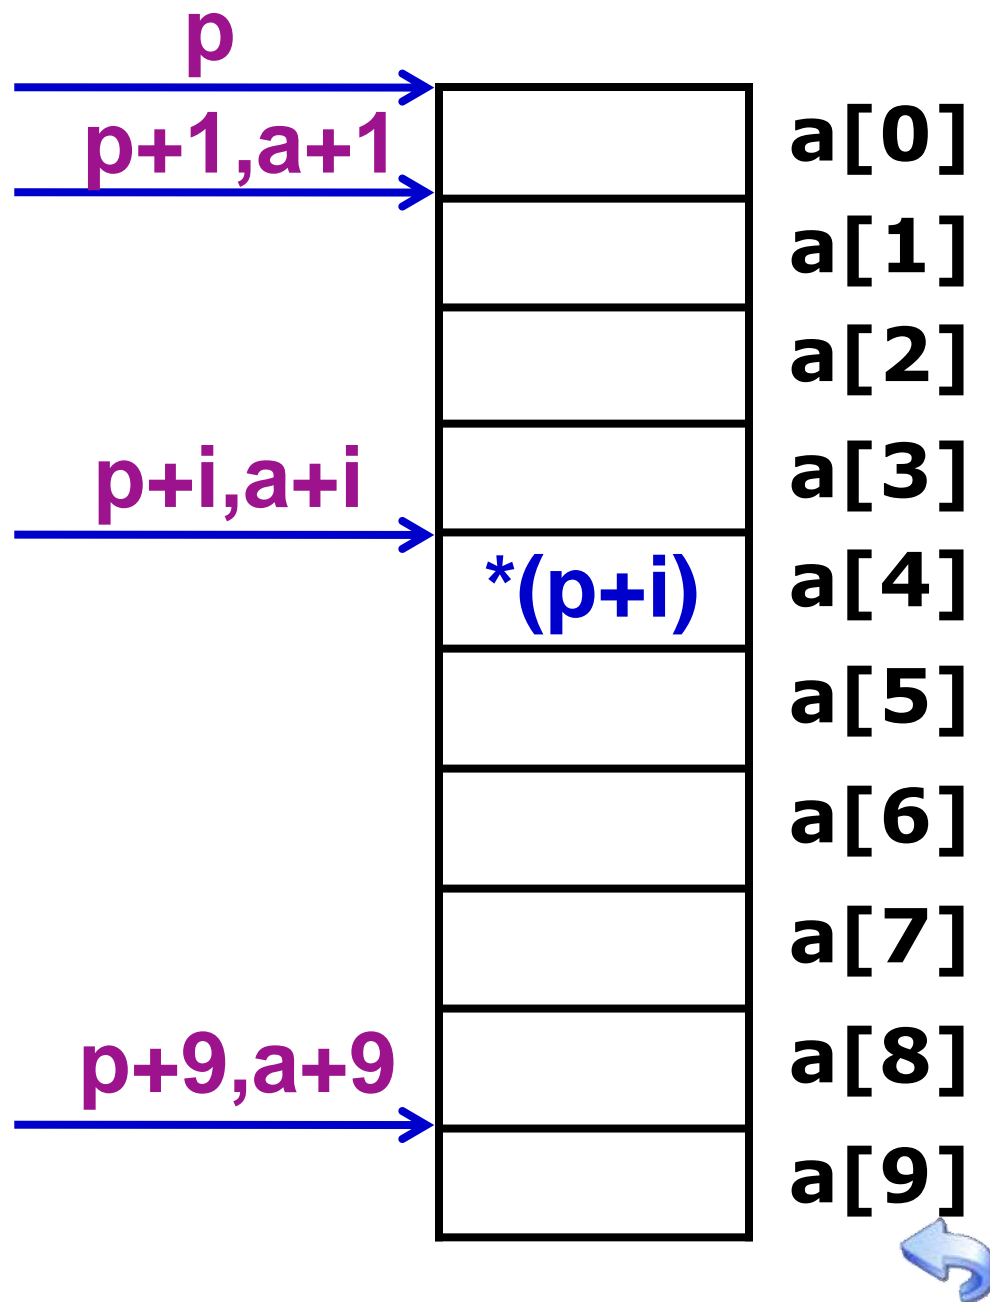 p
p+1,a+1
a[0]
a[1]
a[2]
p+i,a+i
a[3]
*(p+i)
a[4]
a[5]
a[6]
a[7]
p+9,a+9
a[8]
a[9]